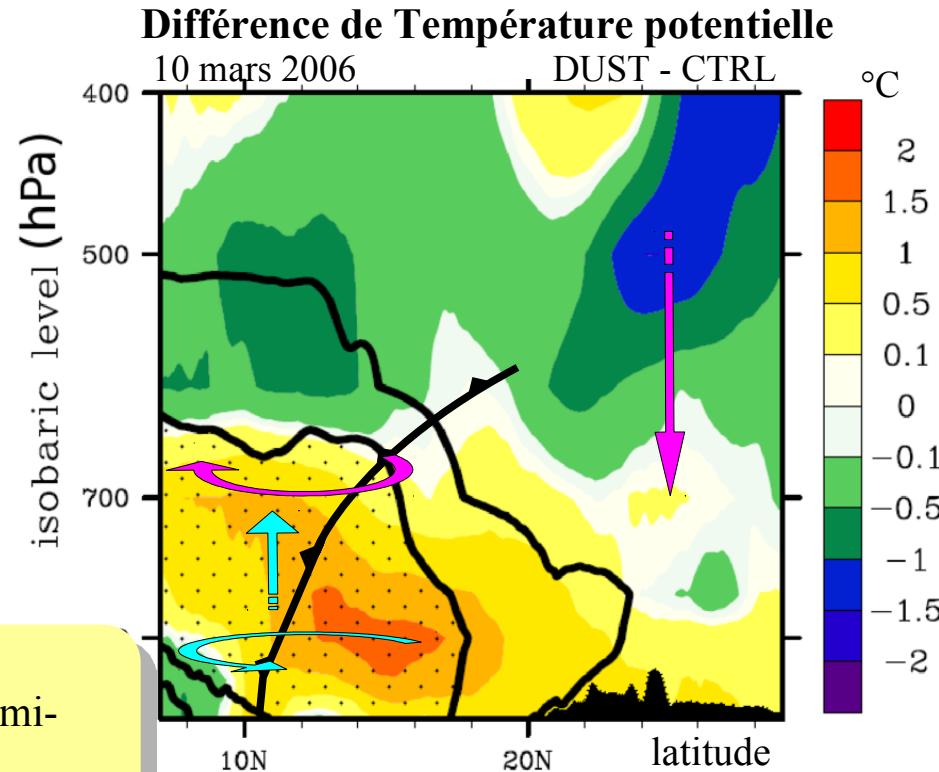 Différence de Température potentielle
10 mars 2006 DUST - CTRL
°C
isobaric level (hPa)
400
500
700
2
1.5
1
0.5
0.1
0
−0.1
−0.5
−1
−1.5
−2
mi-
10N 20N latitude